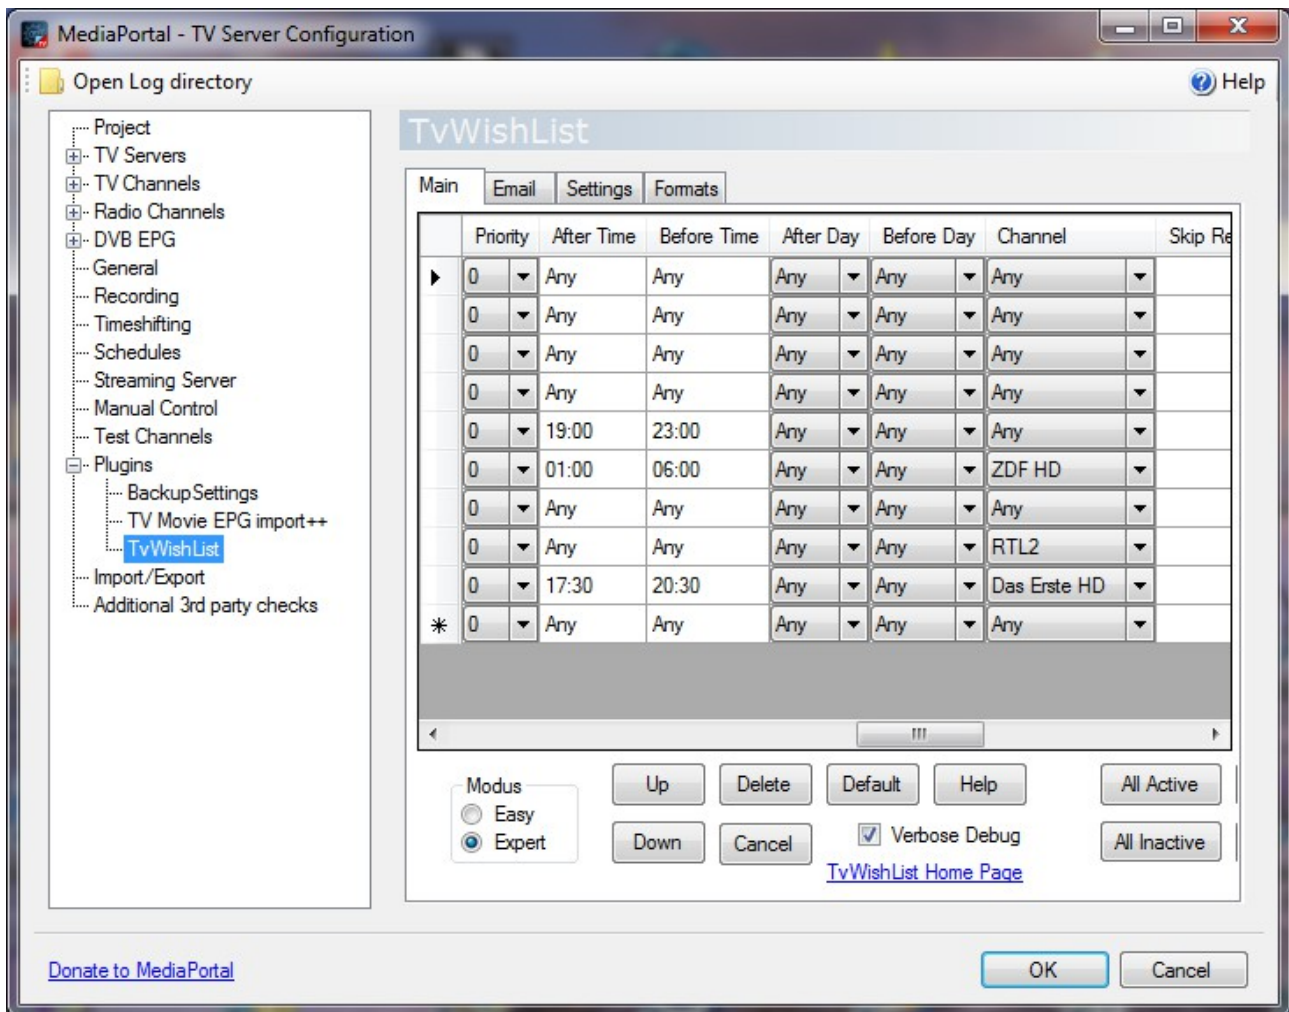 MediaPortal - TV Server Configuration
Open Log directory
Help
Project
TV Servers
TV Channels
Radio Channels
DVB EPG
General
Recording
Timeshifting
Schedules
Streaming Server
Manual Control
Test Channels
Plugins
BackupSettings
TV Movie EPG import++
TvWishList
Import/Export
Additional 3rd party checks
TvWishList
Main Email Settings Formats
Priority After Time Before Time After Day Before Day Channel Skip Re
0 Any Any Any Any Any
0 Any Any Any Any Any
0 Any Any Any Any Any
0 Any Any Any Any Any
0 19:00 23:00 Any Any Any
0 01:00 06:00 Any Any ZDF HD
0 Any Any Any Any Any
0 Any Any Any Any RTL2
0 17:30 20:30 Any Any Das Erste HD
0 Any Any Any Any Any
Modus
Easy
Expert
Up Delete Default Help All Active
Down Cancel Verbose Debug All Inactive
TvWishList Home Page
Donate to MediaPortal
OK Cancel